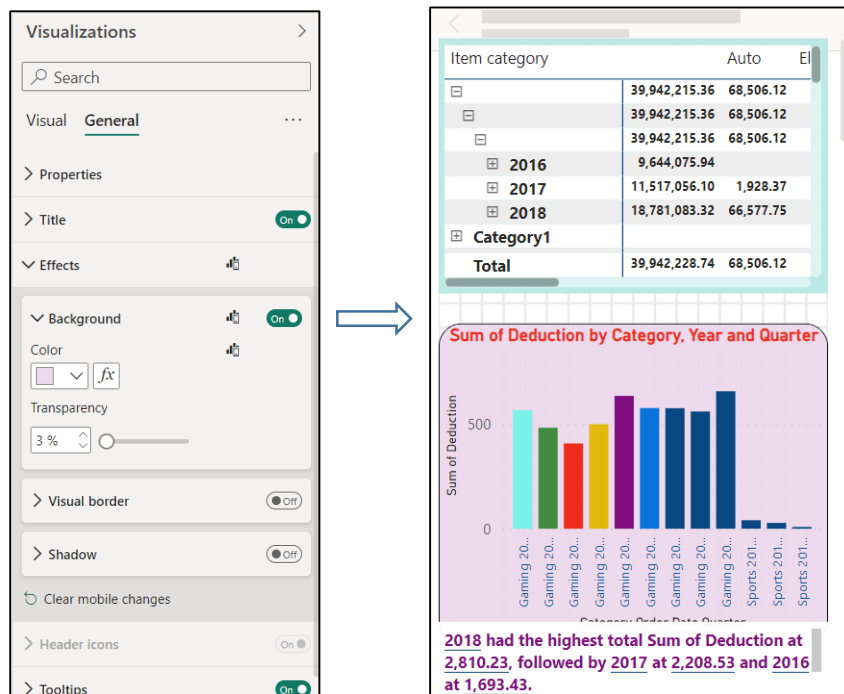 Visualizations
Search
Visual General
Properties
Title On
Effects
Background On
Color
fx
Transparency
3 %
Visual border Off
Shadow Off
Clear mobile changes
Header icons On
Tooltips On
Item category Auto El
39,942,215.36 68,506.12
39,942,215.36 68,506.12
39,942,215.36 68,506.12
2016 9,644,075.94
2017 11,517,056.10 1,928.37
2018 18,781,083.32 66,577.75
Category1
Total 39,942,228.74 68,506.12
Sum of Deduction by Category, Year and Quarter
Sum of Deduction
500
0
Gaming 20...
Gaming 20...
Gaming 20...
Gaming 20...
Gaming 20...
Gaming 20...
Gaming 20...
Gaming 20...
Gaming 20...
Sports 201...
Sports 201...
Sports 201...
Category Order Date Quarter
2018 had the highest total Sum of Deduction at
2,810.23, followed by 2017 at 2,208.53 and 2016
at 1,693.43.